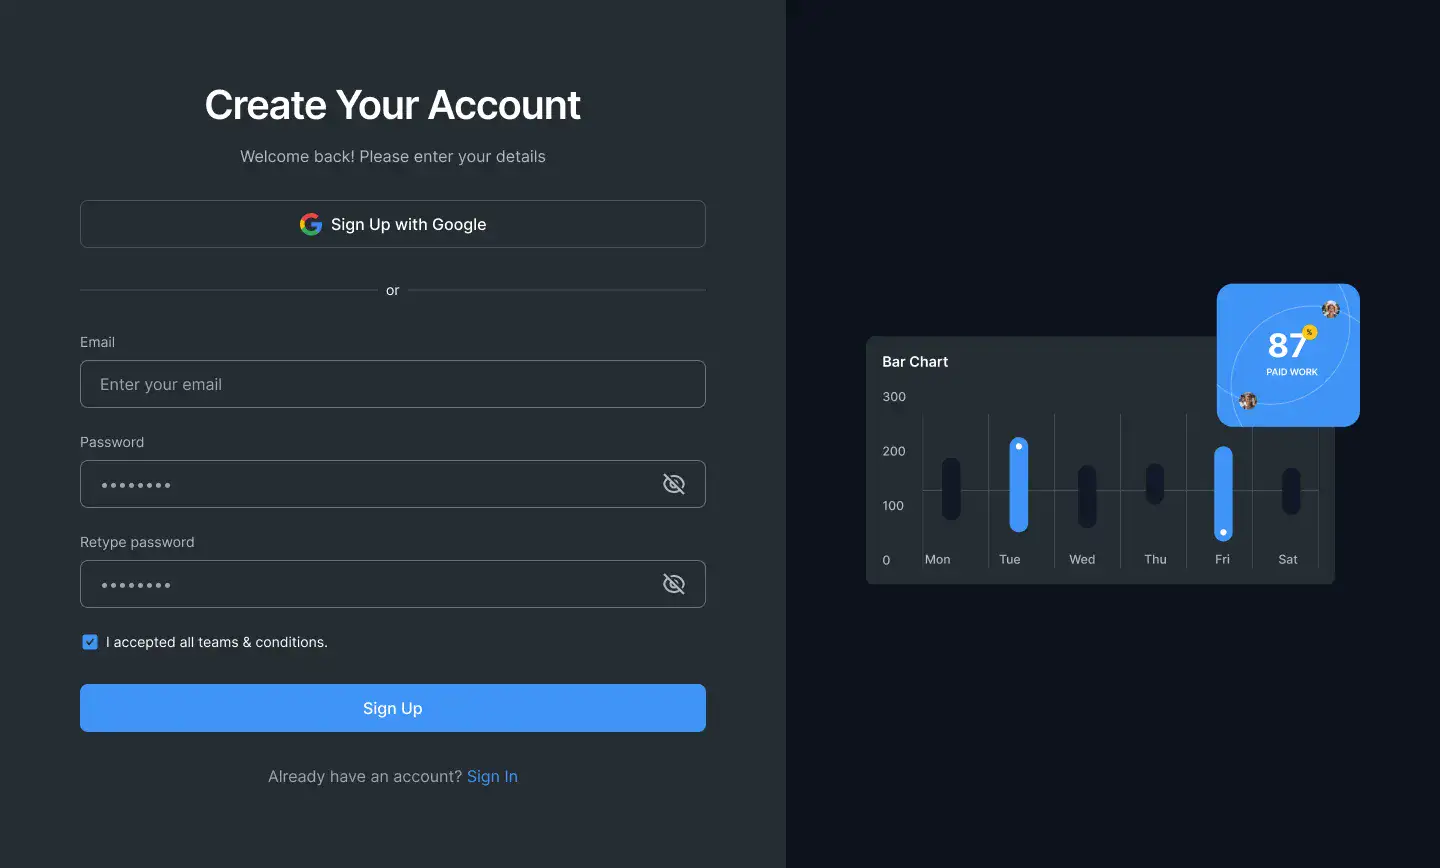 Create Your Account
Welcome back! Please enter your details
Sign Up with Google
or
Email
Enter your email
Password
••••••••
Retype password
••••••••
I accepted all teams & conditions.
Sign Up
Already have an account? Sign In
87
%
PAID WORK
Bar Chart
300
200
100
0
Mon Tue Wed Thu Fri Sat